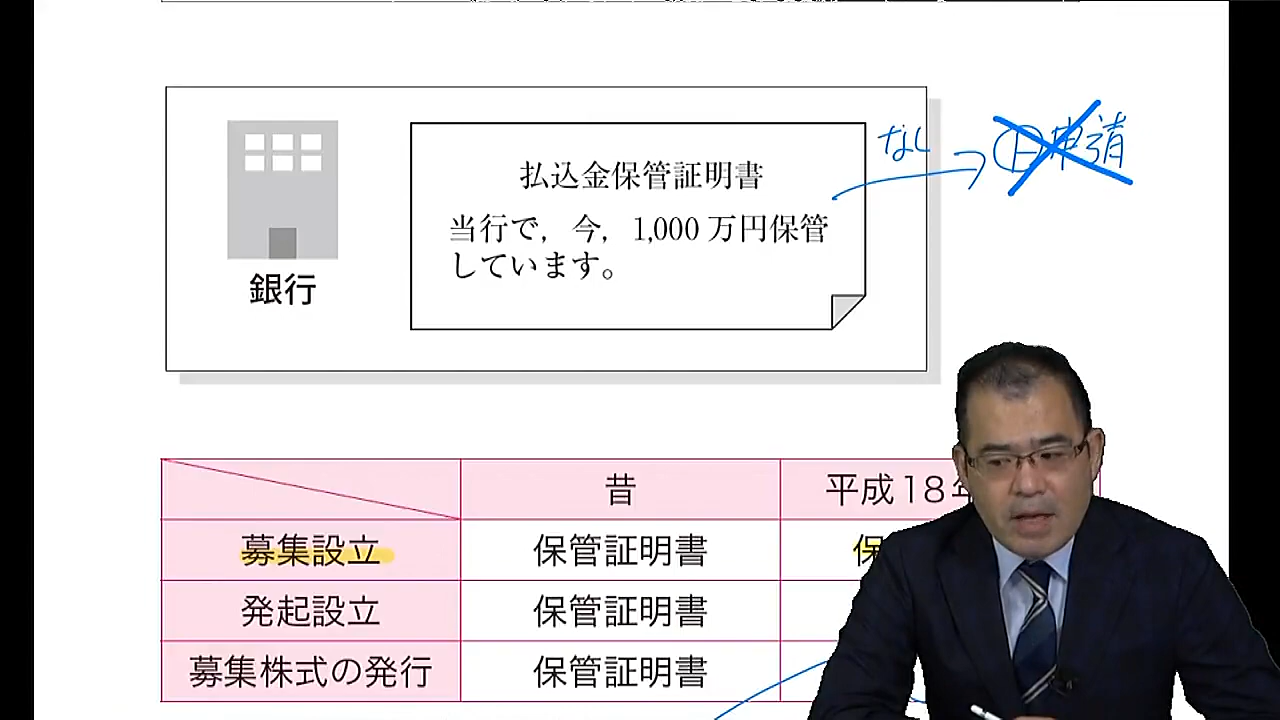 払込金保管証明書
当行で，今，1,000 万円保管
しています。
銀行
なし
申請
昔
平成18年
募集設立
保管証明書
保
発起設立
保管証明書
募集株式の発行
保管証明書